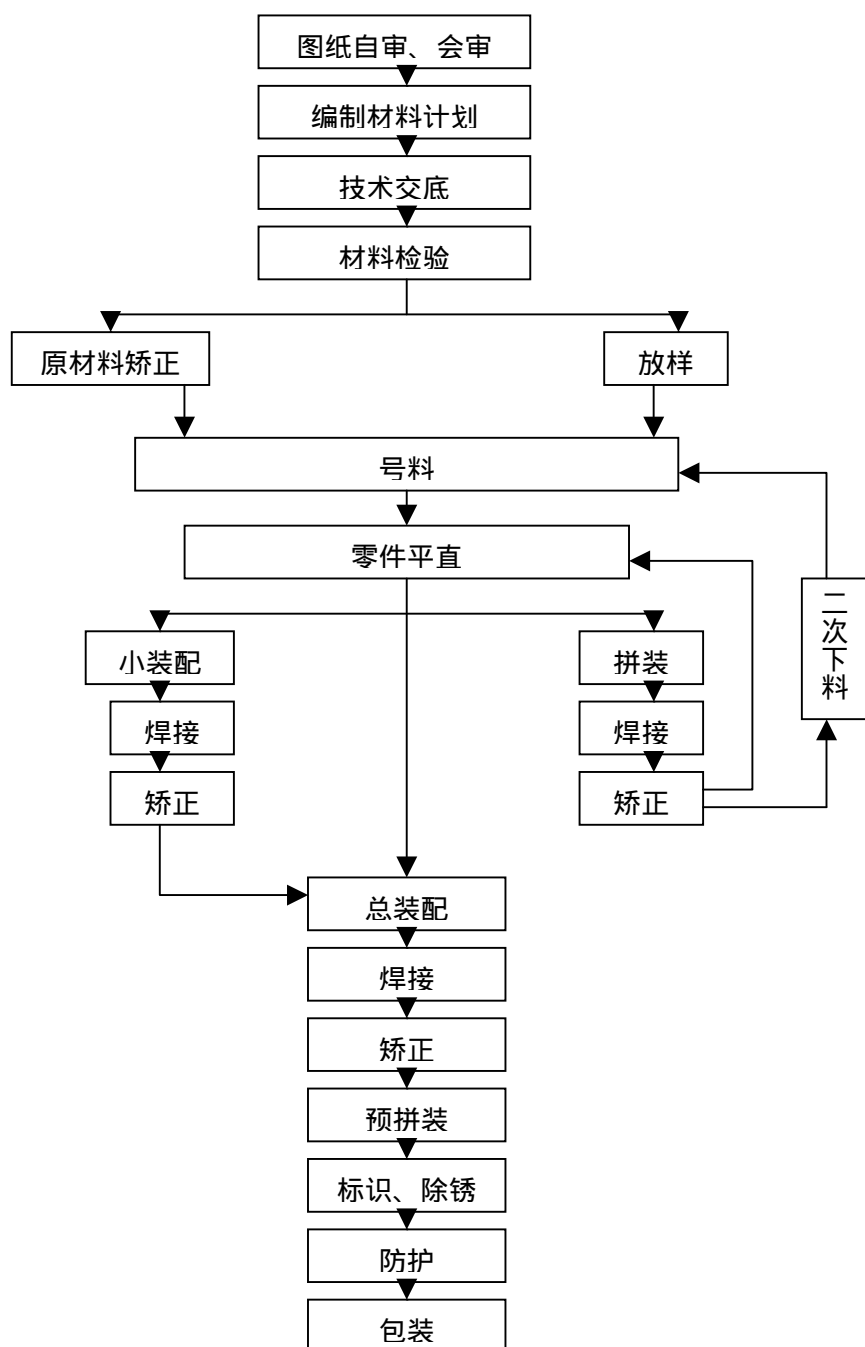 图纸自审、会审
编制材料计划
技术交底
材料检验
原材料矫正
放样
号料
零件平直
二次下料
小装配
拼装
焊接
焊接
矫正
矫正
总装配
焊接
矫正
预拼装
标识、除锈
防护
包装